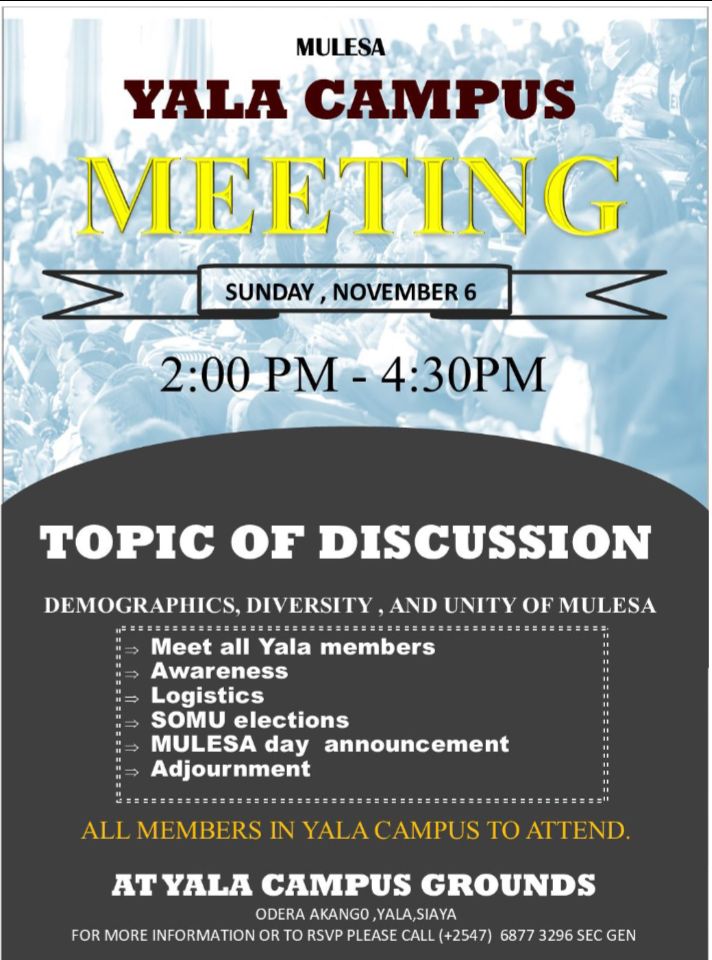 MULESA
YALA CAMPUS
MEETING
SUNDAY , NOVEMBER 6
2:00 PM - 4:30PM
TOPIC OF DISCUSSION
DEMOGRAPHICS, DIVERSITY , AND UNITY OF MULESA
⇒ Meet all Yala members
⇒ Awareness
⇒ Logistics
⇒ SOMU elections
⇒ MULESA day announcement
⇒ Adjournment
ALL MEMBERS IN YALA CAMPUS TO ATTEND.
AT YALA CAMPUS GROUNDS
ODERA AKANG0 ,YALA,SIAYA
FOR MORE INFORMATION OR TO RSVP PLEASE CALL (+2547) 6877 3296 SEC GEN